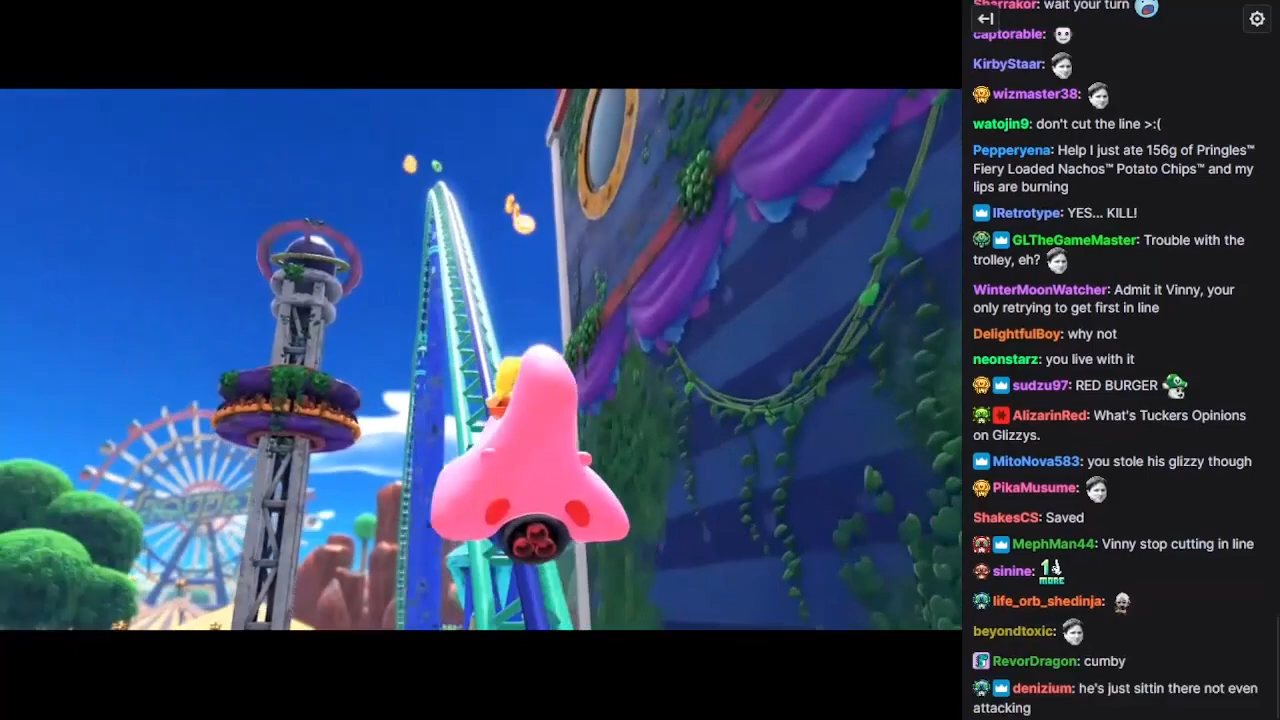 Sharrakor: wait your turn
captorable:
KirbyStaar:
wizmaster38:
watojin9: don't cut the line >:(
Pepperyena: Help I just ate 156g of Pringles™
Fiery Loaded Nachos™ Potato Chips™ and my
lips are burning
IRetrotype: YES... KILL!
GLTheGameMaster: Trouble with the
trolley, eh?
WinterMoonWatcher: Admit it Vinny, your
only retrying to get first in line
DelightfulBoy: why not
neonstarz: you live with it
sudzu97: RED BURGER
AlizarinRed: What's Tuckers Opinions
on Glizzys.
MitoNova583: you stole his glizzy though
PikaMusume:
ShakesCS: Saved
MephMan44: Vinny stop cutting in line
sinine: 1 MORE
life_orb_shedinja:
beyondtoxic:
RevorDragon: cumby
denizium: he's just sittin there not even
attacking